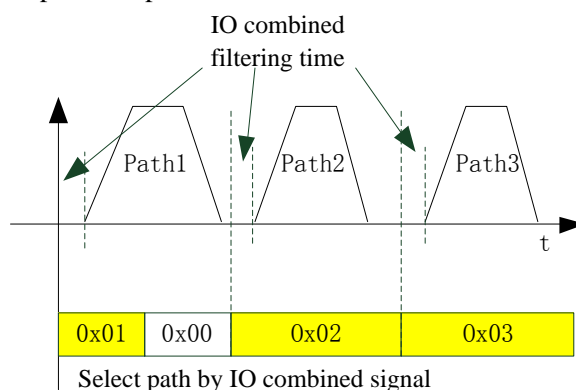 IO combined
filtering time
Path1
Path2
Path3
t
0x01
0x00
0x02
0x03
Select path by IO combined signal